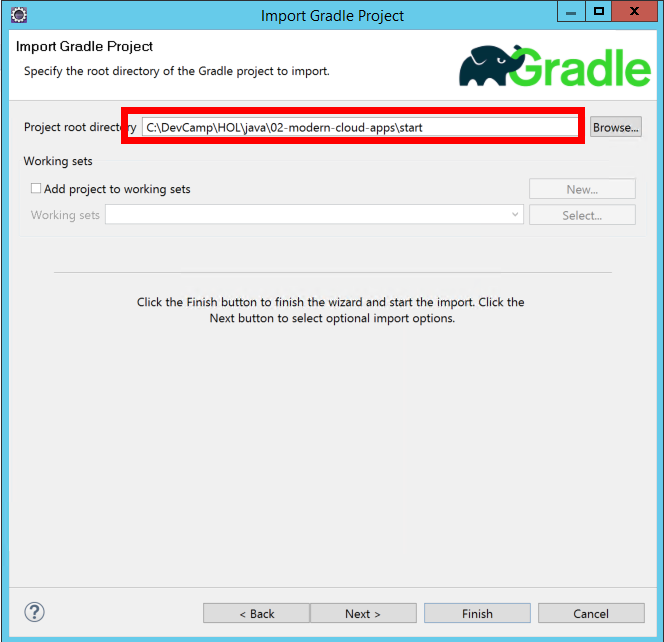 Import Gradle Project
Import Gradle Project
Specify the root directory of the Gradle project to import.
Gradle
Project root directory C:\DevCamp\HOL\java\02-modern-cloud-apps\start Browse...
Working sets
Add project to working sets New...
Working sets Select...
Click the Finish button to finish the wizard and start the import. Click the
Next button to select optional import options.
? < Back Next > Finish Cancel